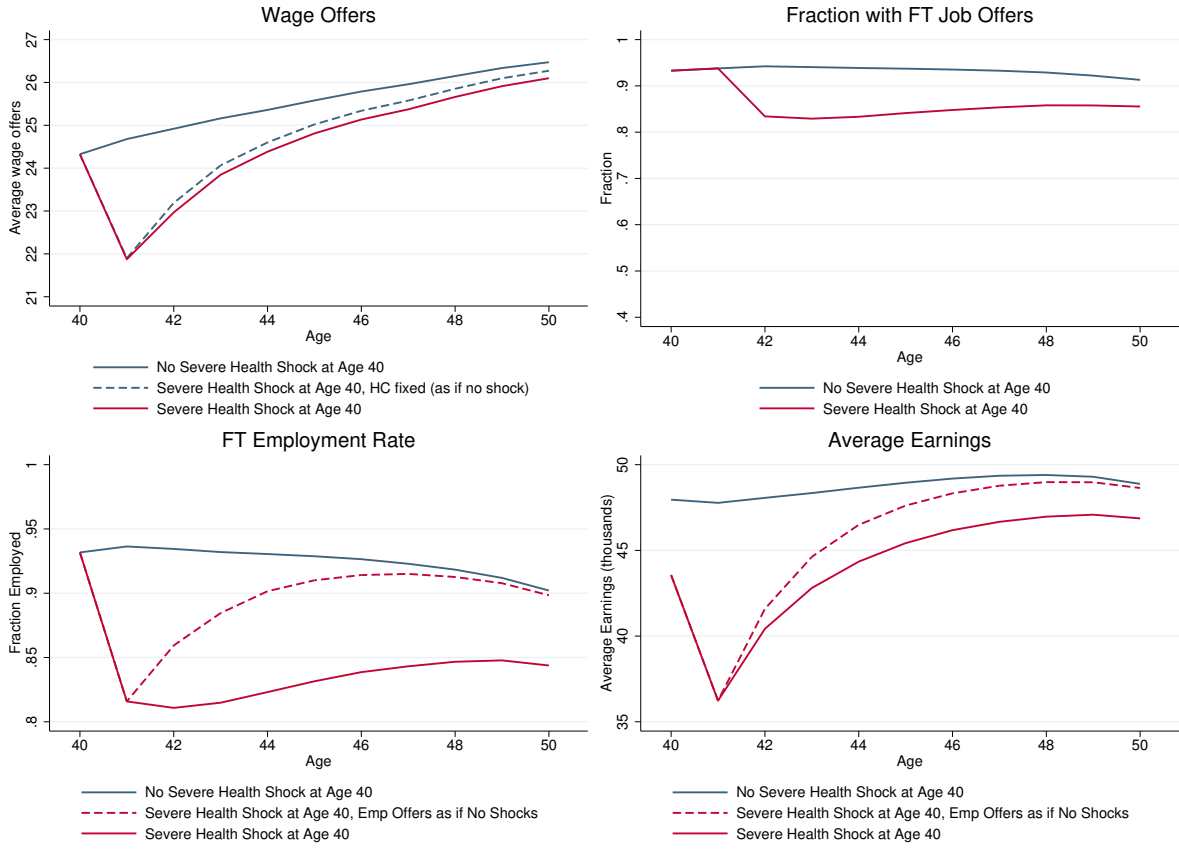 Wage Offers
Average wage offers
27
26
25
24
23
22
21
40 42 44 46 48 50
Age
No Severe Health Shock at Age 40
Severe Health Shock at Age 40, HC fixed (as if no shock)
Severe Health Shock at Age 40
Fraction with FT Job Offers
Fraction
1
.9
.8
.7
.6
.5
.4
40 42 44 46 48 50
Age
No Severe Health Shock at Age 40
Severe Health Shock at Age 40
FT Employment Rate
Fraction Employed
1
.95
.9
.85
.8
40 42 44 46 48 50
Age
No Severe Health Shock at Age 40
Severe Health Shock at Age 40, Emp Offers as if No Shocks
Severe Health Shock at Age 40
Average Earnings
Average Earnings (thousands)
50
45
40
35
40 42 44 46 48 50
Age
No Severe Health Shock at Age 40
Severe Health Shock at Age 40, Emp Offers as if No Shocks
Severe Health Shock at Age 40